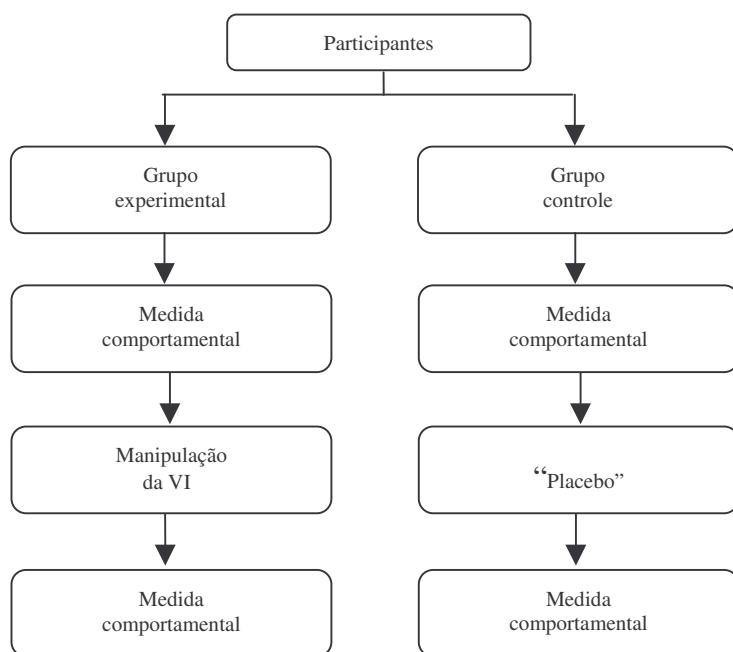 Participantes
Grupo
experimental
Grupo
controle
Medida
comportamental
Medida
comportamental
Manipulação
da VI
“Placebo”
Medida
comportamental
Medida
comportamental